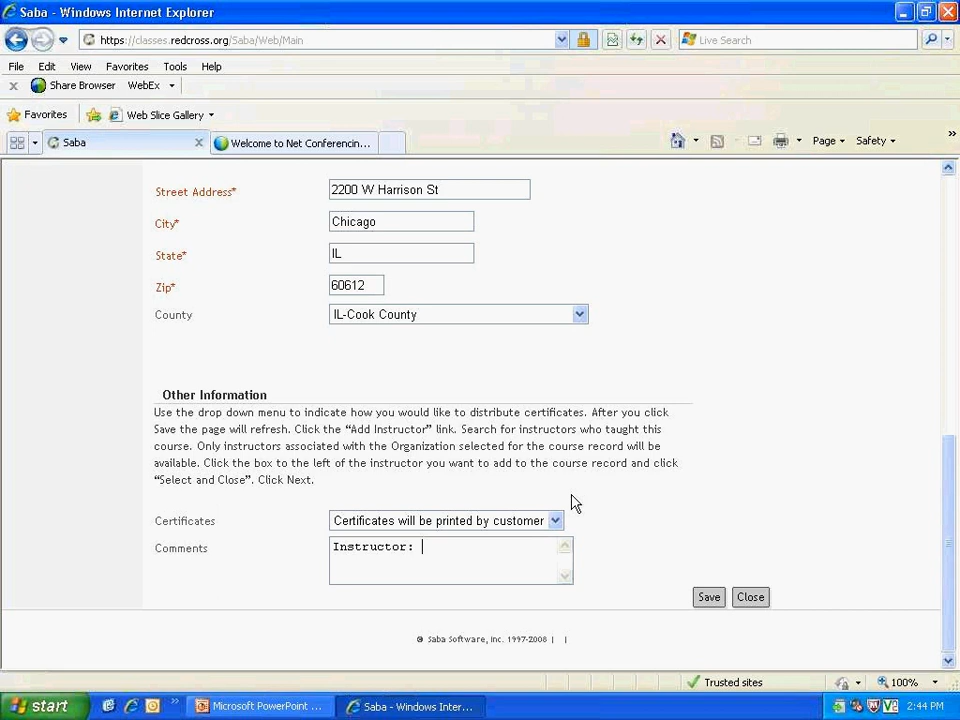 Saba - Windows Internet Explorer
https://classes.redcross.org/Saba/Web/Main
Live Search
File Edit View Favorites Tools Help
x Share Browser WebEx
Favorites Web Slice Gallery
Saba x Welcome to Net Conferencin... Page Safety »
Street Address* 2200 W Harrison St
City* Chicago
State* IL
Zip* 60612
County IL-Cook County
Other Information
Use the drop down menu to indicate how you would like to distribute certificates. After you click
Save the page will refresh. Click the “Add Instructor” link. Search for instructors who taught this
course. Only instructors associated with the Organization selected for the course record will be
available. Click the box to the left of the instructor you want to add to the course record and click
“Select and Close”. Click Next.
Certificates Certificates will be printed by customer
Comments Instructor:
Save Close
© Saba Software, Inc. 1997-2008 | |
Trusted sites 100%
start Microsoft PowerPoint ... Saba - Windows Inter... 2:44 PM